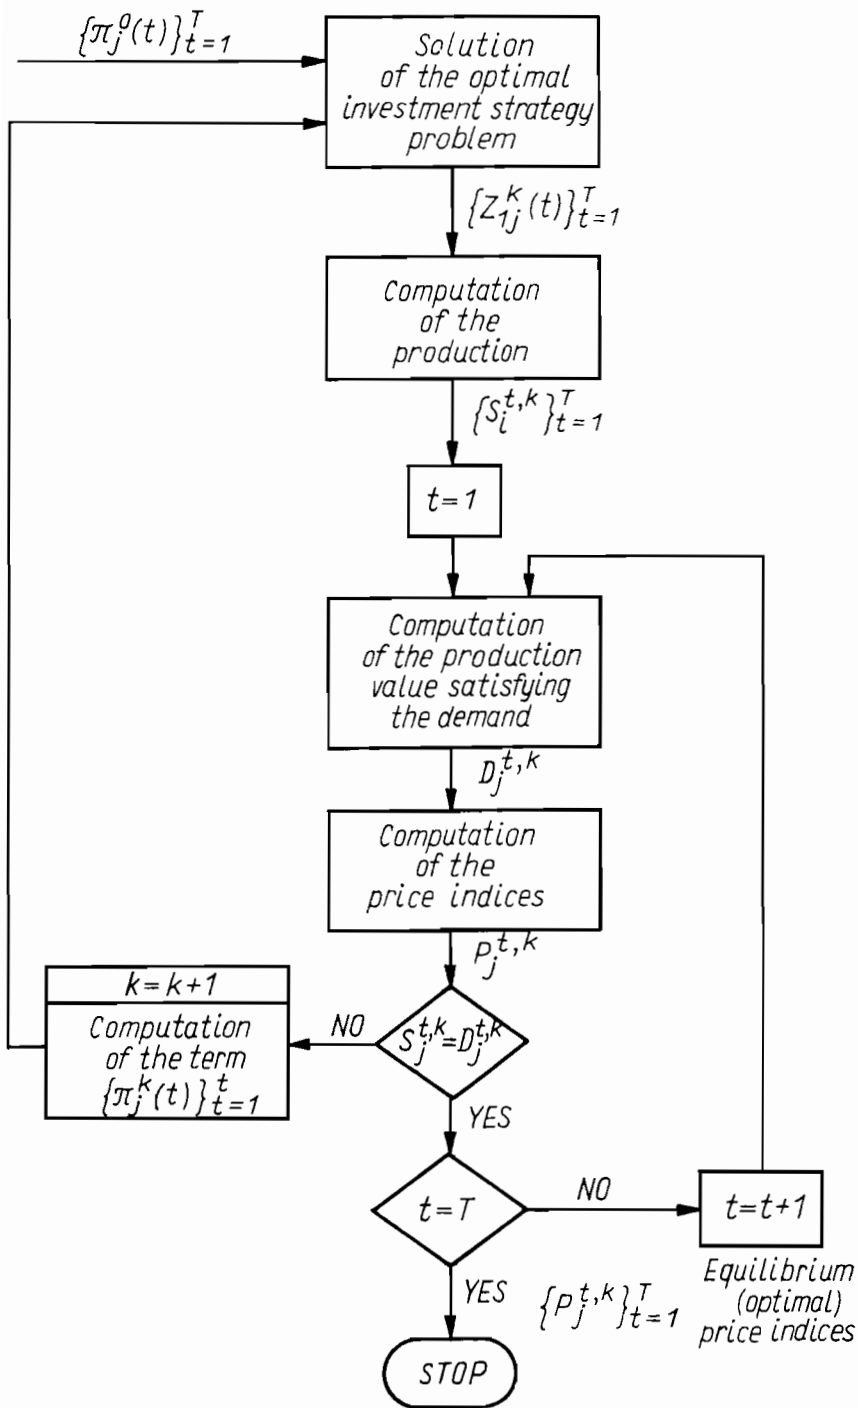 {π_j^0(t)}_{t=1}^T
Solution
of the optimal
investment strategy
problem
{Z_{1j}^k(t)}_{t=1}^T
Computation
of the
production
{S_i^{t,k}}_{t=1}^T
t=1
Computation
of the production
value satisfying
the demand
D_j^{t,k}
Computation
of the
price indices
P_j^{t,k}
k=k+1
Computation
of the term
{π_j^k(t)}_{t=1}^t
NO
S_j^{t,k}=D_j^{t,k}
YES
t=T
NO
t=t+1
Equilibrium
(optimal)
price indices
YES
{P_j^{t,k}}_{t=1}^T
STOP